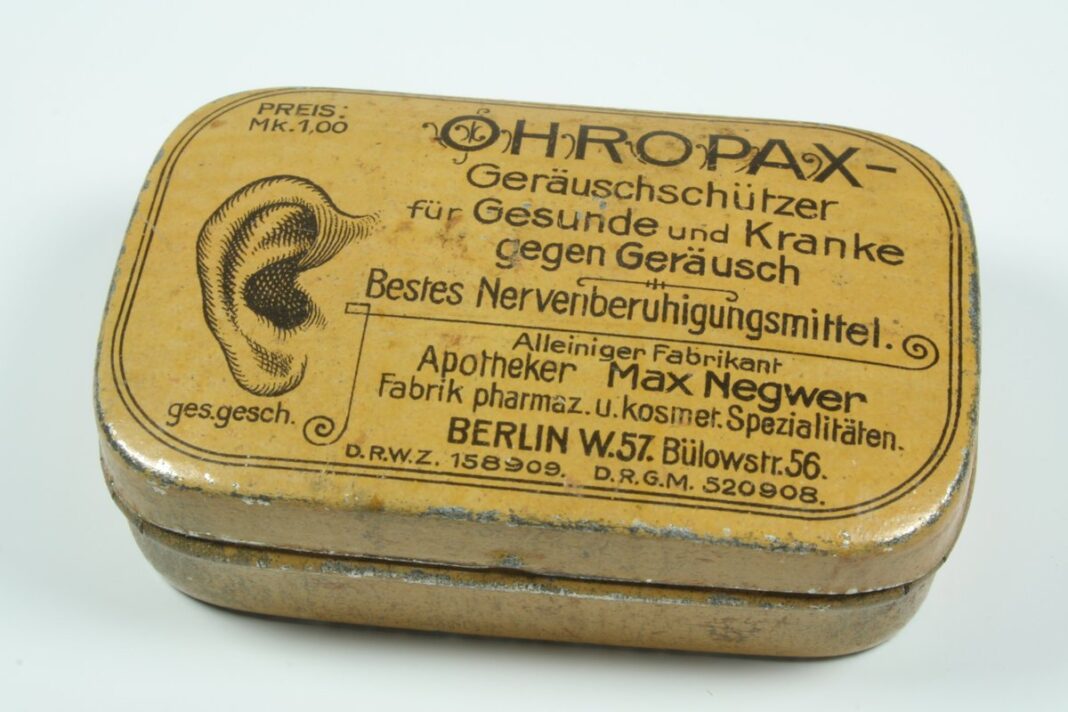 PREIS:
Mk.1,00
OHROPAX-
Geräuschschützer
für Gesunde und Kranke
gegen Geräusch
Bestes Nervenberuhigungsmittel.
ges.gesch.
Alleiniger Fabrikant
Apotheker Max Negwer
Fabrik pharmaz. u. kosmet. Spezialitäten.
BERLIN W.57. Bülowstr.56.
D.R.W.Z. 158909. D.R.G.M. 520908.